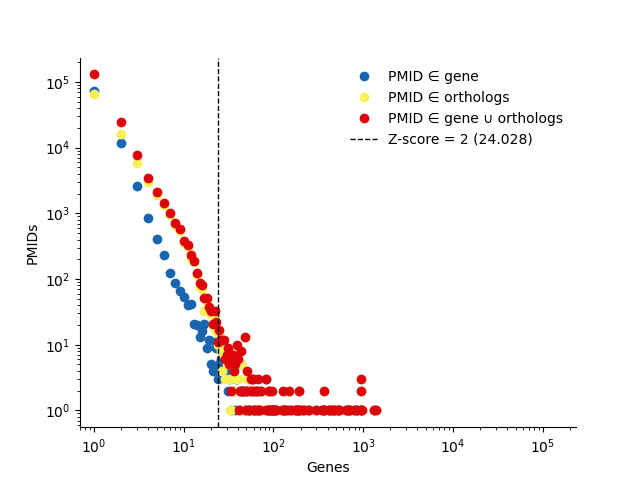 PMID ∈ gene
PMID ∈ orthologs
PMID ∈ gene ∪ orthologs
Z-score = 2 (24.028)
PMIDs
10⁵
10⁴
10³
10²
10¹
10⁰
10⁰ 10¹ 10² 10³ 10⁴ 10⁵
Genes